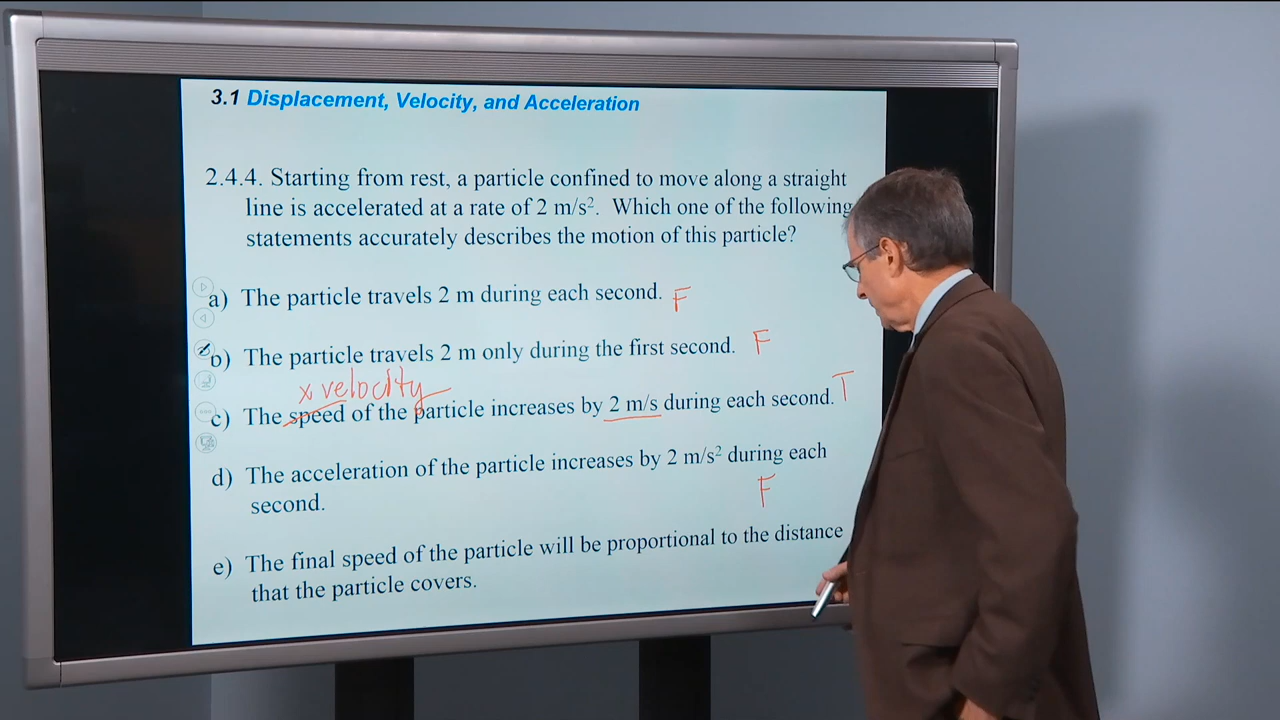 3.1 Displacement, Velocity, and Acceleration
2.4.4. Starting from rest, a particle confined to move along a straight
line is accelerated at a rate of 2 m/s². Which one of the following
statements accurately describes the motion of this particle?
a) The particle travels 2 m during each second. F
b) The particle travels 2 m only during the first second. F
x velocity
c) The speed of the particle increases by 2 m/s during each second. T
d) The acceleration of the particle increases by 2 m/s² during each
second. F
e) The final speed of the particle will be proportional to the distance
that the particle covers.